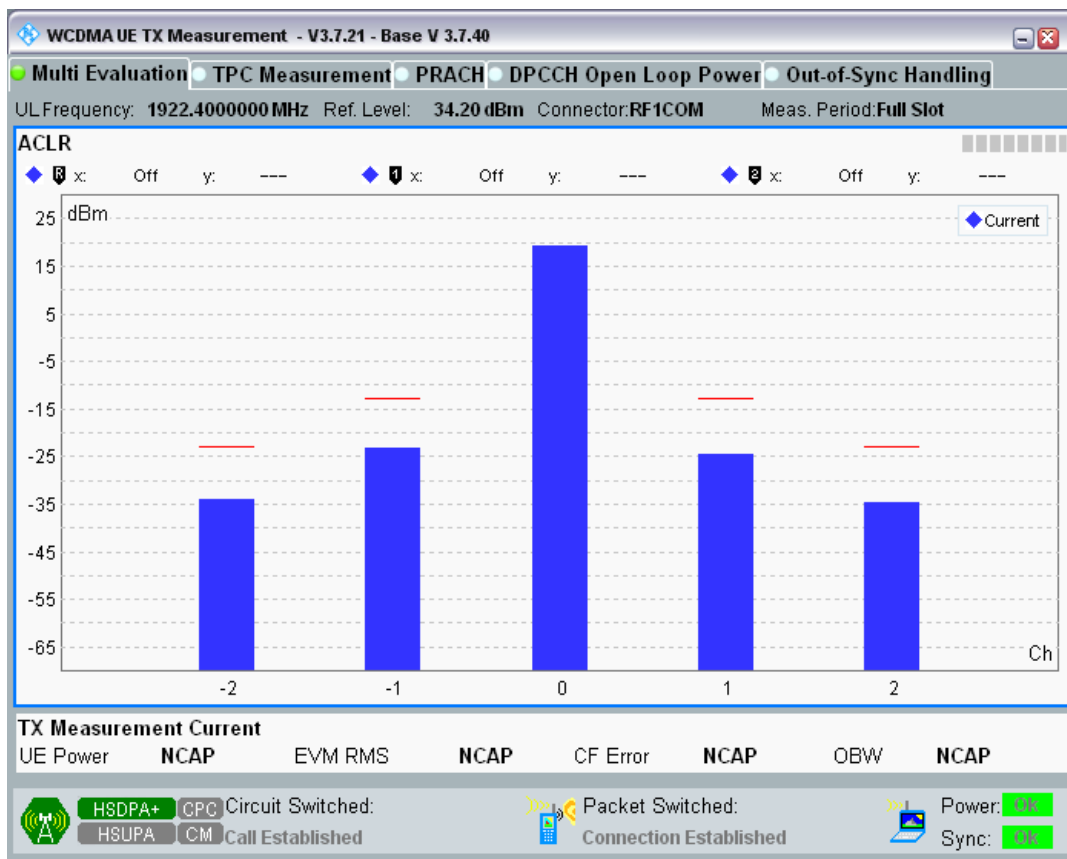 WCDMA UE TX Measurement - V3.7.21 - Base V 3.7.40
Multi Evaluation TPC Measurement PRACH DPCCH Open Loop Power Out-of-Sync Handling
UL Frequency: 1922.4000000 MHz Ref. Level: 34.20 dBm Connector:RF1COM Meas. Period:Full Slot
ACLR
R x: Off y: --- 1 x: Off y: --- 2 x: Off y: ---
dBm
Current
25
15
5
-5
-15
-25
-35
-45
-55
-65
Ch
-2 -1 0 1 2
TX Measurement Current
UE Power NCAP EVM RMS NCAP CF Error NCAP OBW NCAP
HSDPA+ CPC Circuit Switched: Packet Switched: Power: OK
HSUPA CM Call Established Connection Established Sync: OK